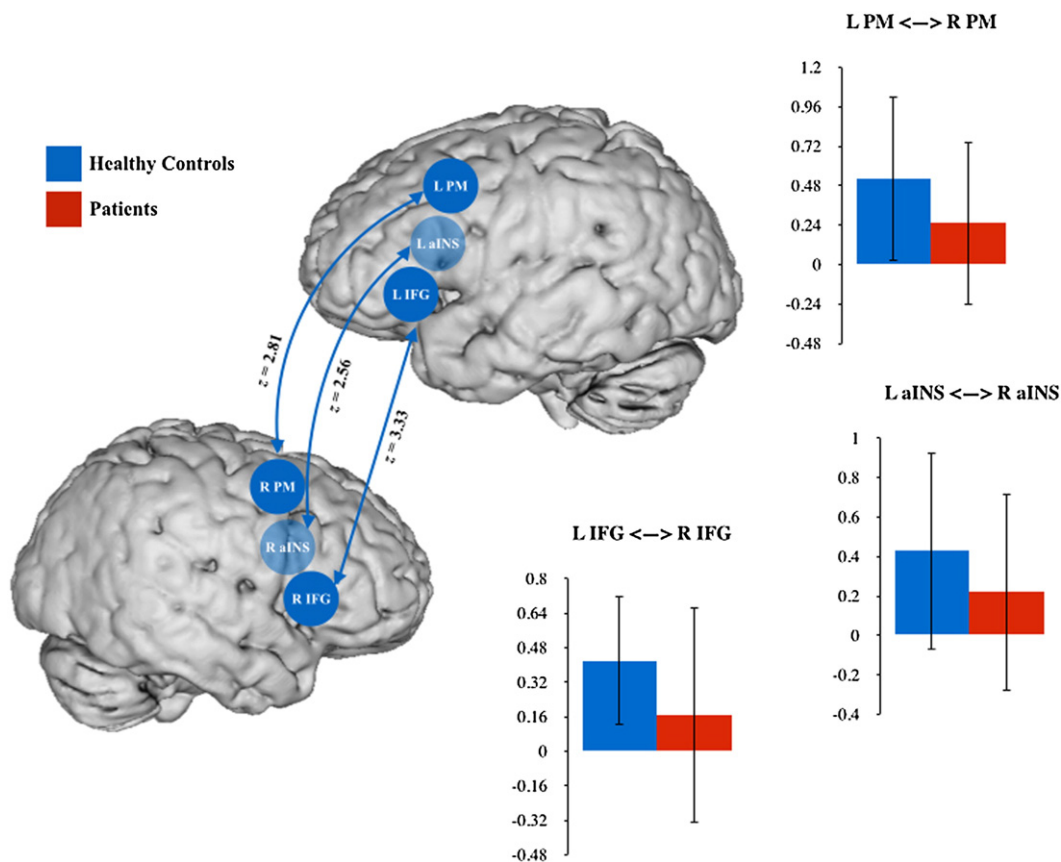 L PM <—> R PM
1.2
0.96
0.72
0.48
0.24
0
-0.24
-0.48
Healthy Controls
Patients
L PM
L aINS
L IFG
z = 2.81
z = 2.56
z = 3.33
R PM
R aINS
R IFG
L aINS <—> R aINS
1
0.8
0.6
0.4
0.2
0
-0.2
-0.4
L IFG <—> R IFG
0.8
0.64
0.48
0.32
0.16
0
-0.16
-0.32
-0.48